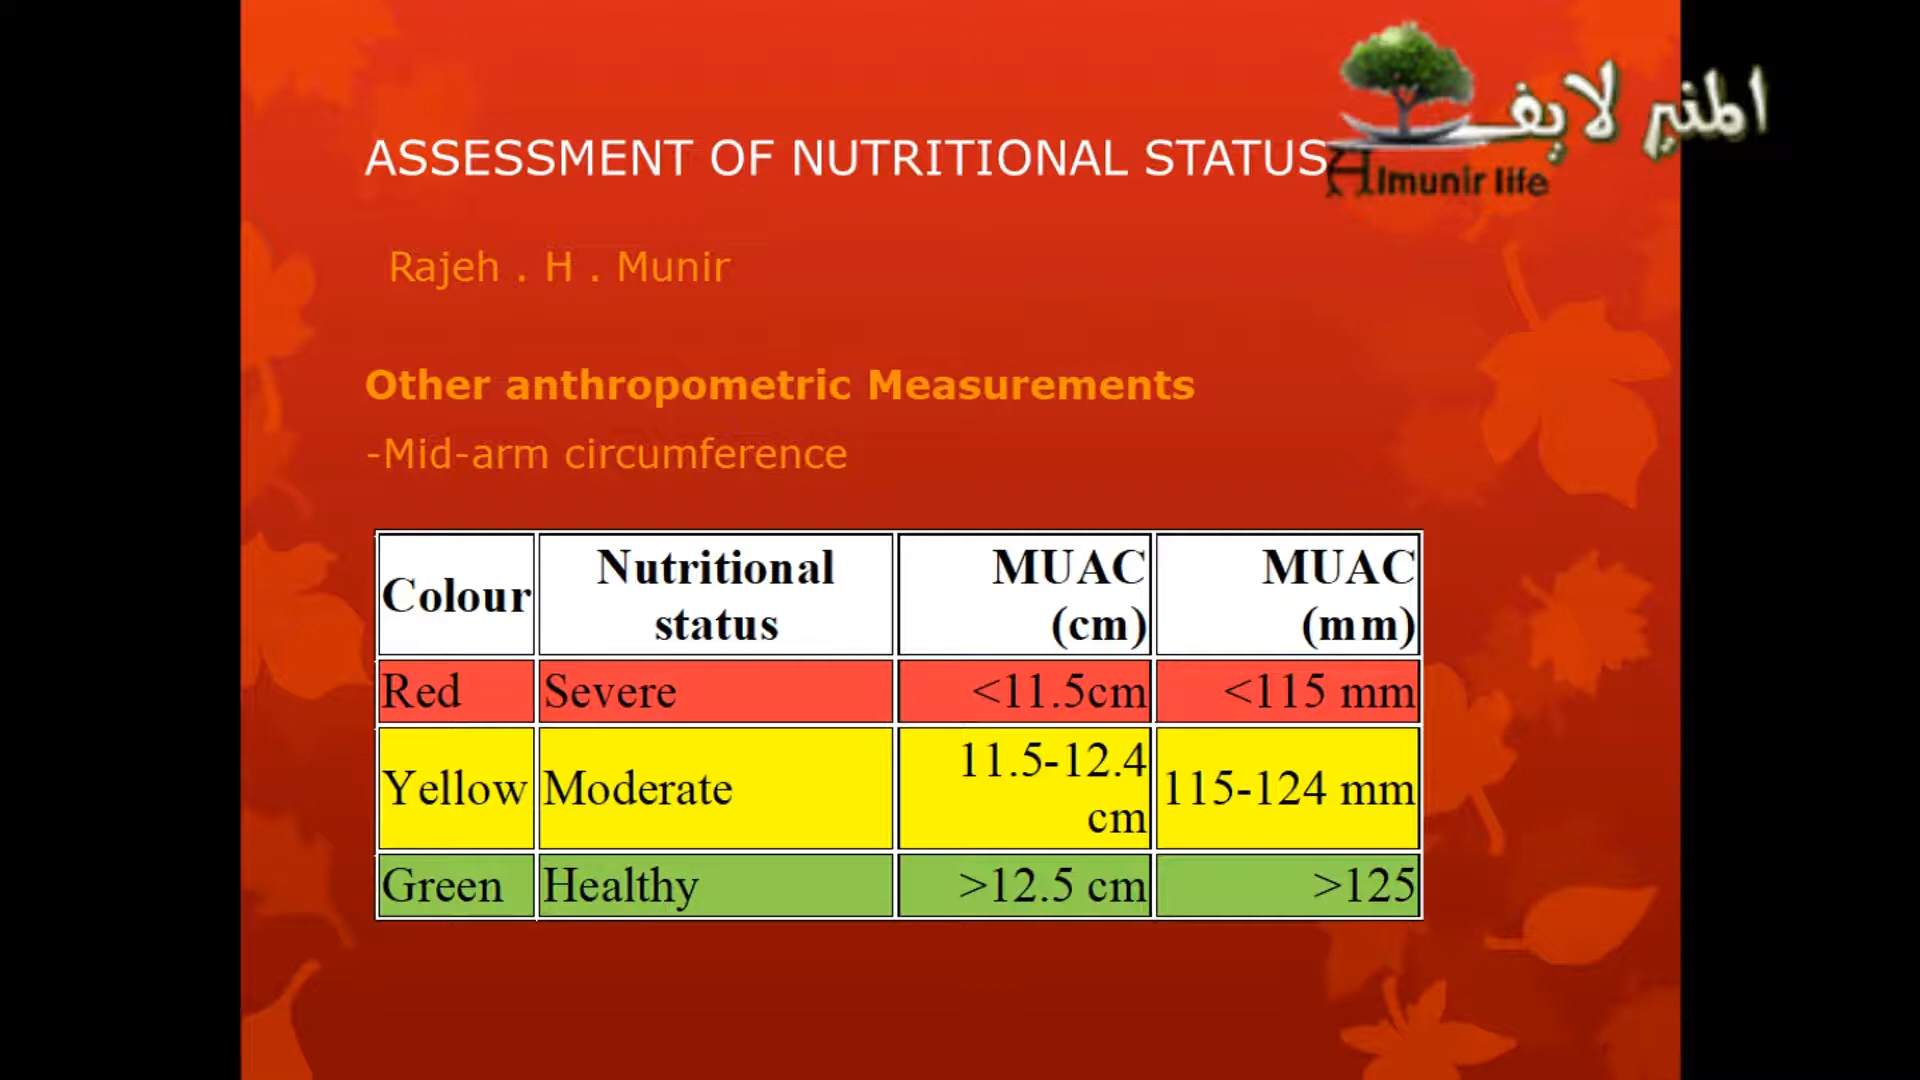 المنير لايف
Almunir life
ASSESSMENT OF NUTRITIONAL STATUS
Rajeh . H . Munir
Other anthropometric Measurements
-Mid-arm circumference
Colour Nutritional status MUAC (cm) MUAC (mm)
Red Severe <11.5cm <115 mm
Yellow Moderate 11.5-12.4 cm 115-124 mm
Green Healthy >12.5 cm >125